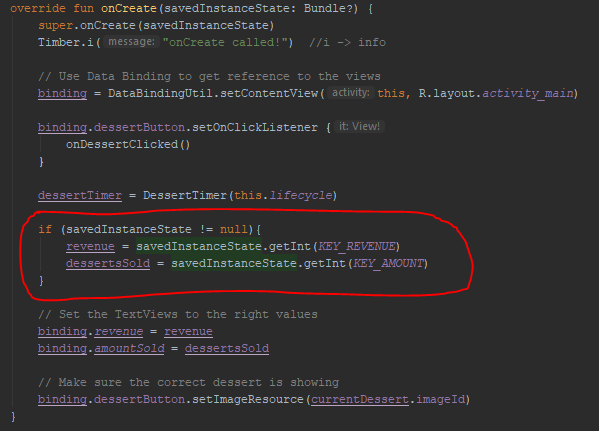 override fun onCreate(savedInstanceState: Bundle?) {
super.onCreate(savedInstanceState)
Timber.i( message: "onCreate called!")  //i -> info
// Use Data Binding to get reference to the views
binding = DataBindingUtil.setContentView( activity: this, R.layout.activity_main)
binding.dessertButton.setOnClickListener { it: View!
onDessertClicked()
}
dessertTimer = DessertTimer(this.lifecycle)
if (savedInstanceState != null){
revenue = savedInstanceState.getInt(KEY_REVENUE)
dessertsSold = savedInstanceState.getInt(KEY_AMOUNT)
}
// Set the TextViews to the right values
binding.revenue = revenue
binding.amountSold = dessertsSold
// Make sure the correct dessert is showing
binding.dessertButton.setImageResource(currentDessert.imageId)
}